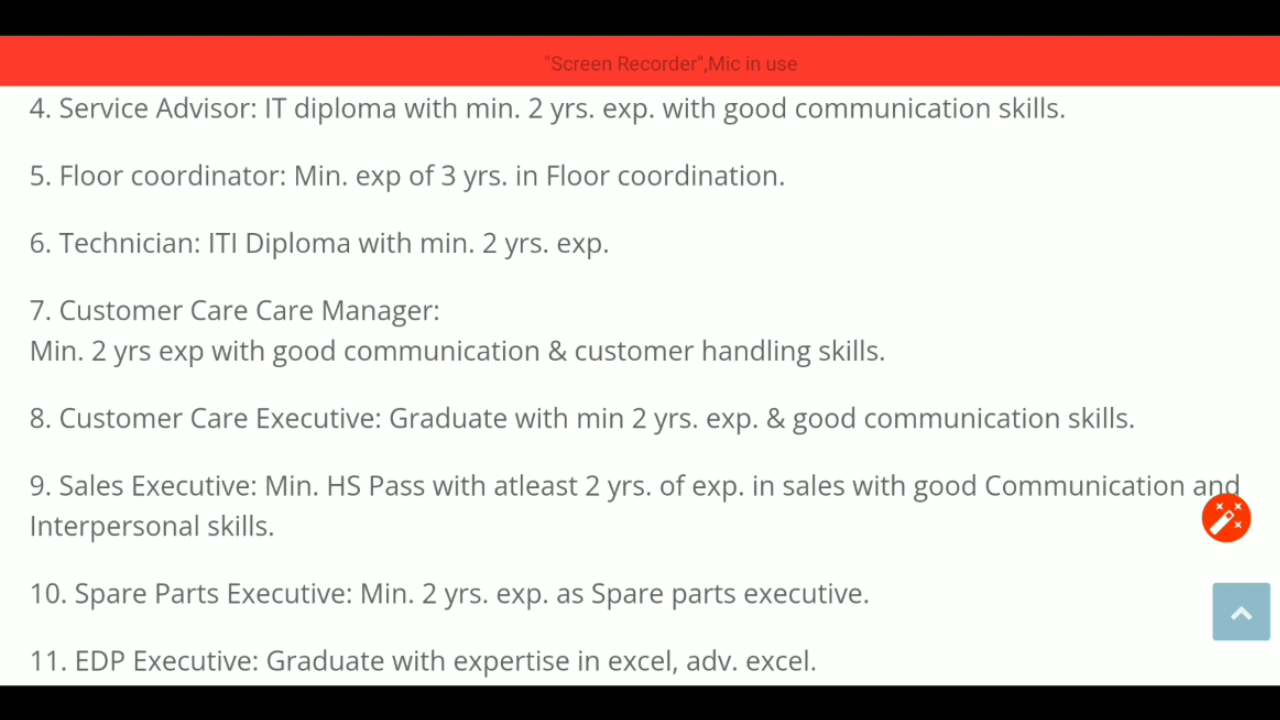 "Screen Recorder",Mic in use
4. Service Advisor: IT diploma with min. 2 yrs. exp. with good communication skills.
5. Floor coordinator: Min. exp of 3 yrs. in Floor coordination.
6. Technician: ITI Diploma with min. 2 yrs. exp.
7. Customer Care Care Manager:
Min. 2 yrs exp with good communication & customer handling skills.
8. Customer Care Executive: Graduate with min 2 yrs. exp. & good communication skills.
9. Sales Executive: Min. HS Pass with atleast 2 yrs. of exp. in sales with good Communication and
Interpersonal skills.
10. Spare Parts Executive: Min. 2 yrs. exp. as Spare parts executive.
11. EDP Executive: Graduate with expertise in excel, adv. excel.